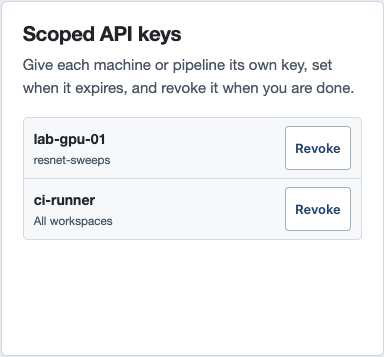 Scoped API keys
Give each machine or pipeline its own key, set
when it expires, and revoke it when you are done.
lab-gpu-01
resnet-sweeps
Revoke
ci-runner
All workspaces
Revoke